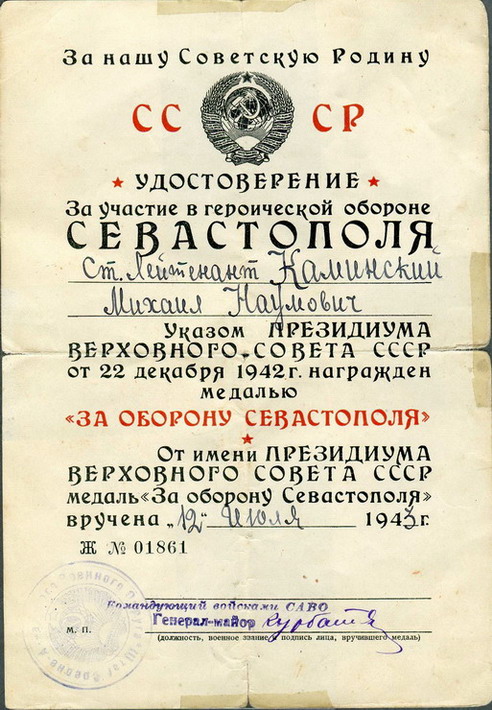 За нашу Советскую Родину
СС СР
УДОСТОВЕРЕНИЕ
За участие в героической обороне
СЕВАСТОПОЛЯ
Ст. Лейтенант Каминский
Михаил Наумович
Указом ПРЕЗИДИУМА
ВЕРХОВНОГО СОВЕТА СССР
от 22 декабря 1942 г. награжден
медалью
«ЗА ОБОРОНУ СЕВАСТОПОЛЯ»
От имени ПРЕЗИДИУМА
ВЕРХОВНОГО СОВЕТА СССР
медаль «За оборону Севастополя»
вручена „12" Июля 1943 г.
Ж № 01861
Командующий войсками САВО
Генерал-майор
М. П.
(должность, военное звание, подпись лица, вручившего медаль)